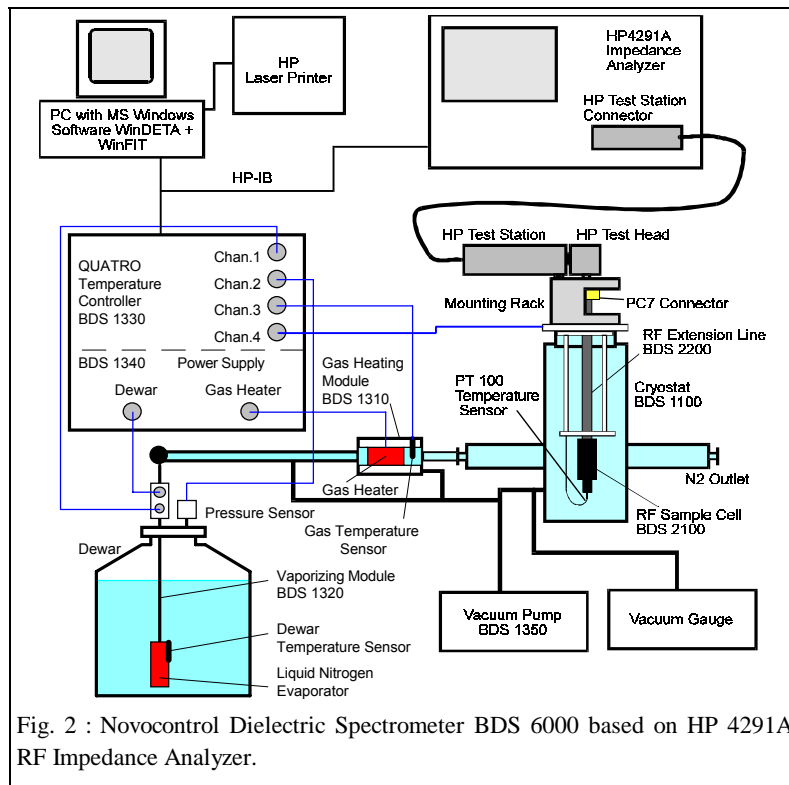 HP
Laser Printer
HP4291A
Impedance
Analyzer
HP Test Station
Connector
PC with MS Windows
Software WinDETA +
WinFIT
HP-IB
HP Test Station
HP Test Head
QUATRO
Temperature
Controller
BDS 1330
Chan.1
Chan.2
Chan.3
Chan.4
Mounting Rack
PC7 Connector
RF Extension Line
BDS 2200
BDS 1340
Power Supply
Dewar
Gas Heater
Gas Heating
Module
BDS 1310
PT 100
Temperature
Sensor
Cryostat
BDS 1100
Gas Heater
N2 Outlet
Pressure Sensor
Gas Temperature
Sensor
RF Sample Cell
BDS 2100
Dewar
Vaporizing Module
BDS 1320
Vacuum Pump
BDS 1350
Vacuum Gauge
Dewar
Temperature Sensor
Liquid Nitrogen
Evaporator
Fig. 2 : Novocontrol Dielectric Spectrometer BDS 6000 based on HP 4291A
RF Impedance Analyzer.